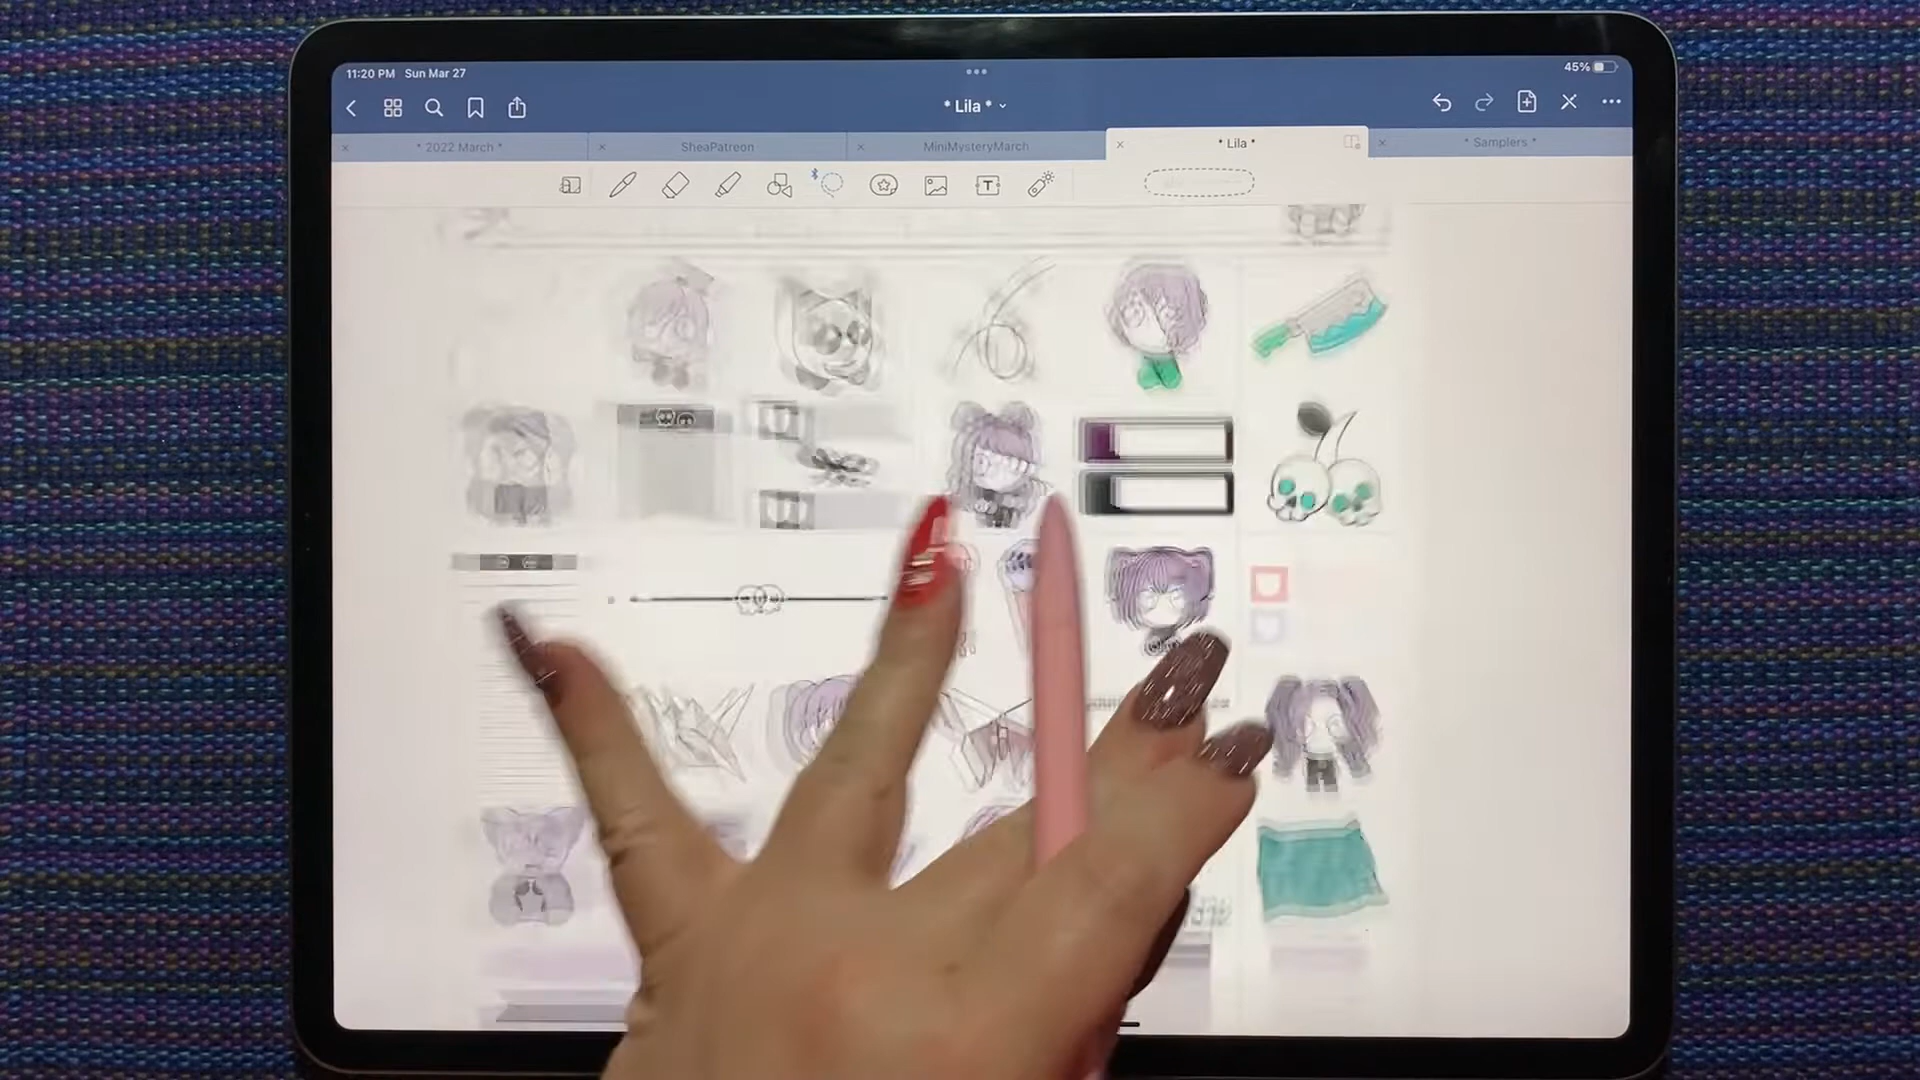 11:20 PM Sun Mar 27
45%
* Lila *
* 2022 March *
SheaPatreon
MiniMysteryMarch
* Lila *
* Samplers *
T